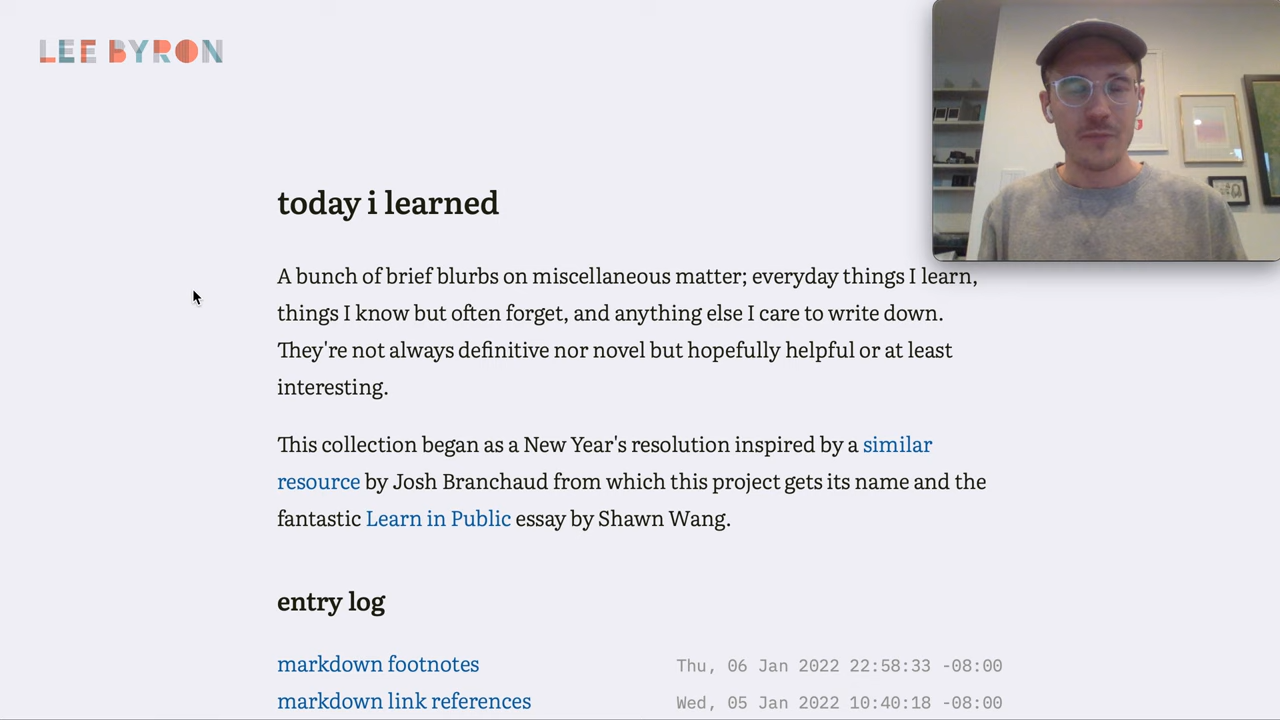 LEE BYRON
today i learned
A bunch of brief blurbs on miscellaneous matter; everyday things I learn,
things I know but often forget, and anything else I care to write down.
They're not always definitive nor novel but hopefully helpful or at least
interesting.
This collection began as a New Year's resolution inspired by a similar
resource by Josh Branchaud from which this project gets its name and the
fantastic Learn in Public essay by Shawn Wang.
entry log
markdown footnotes Thu, 06 Jan 2022 22:58:33 -08:00
markdown link references Wed, 05 Jan 2022 10:40:18 -08:00